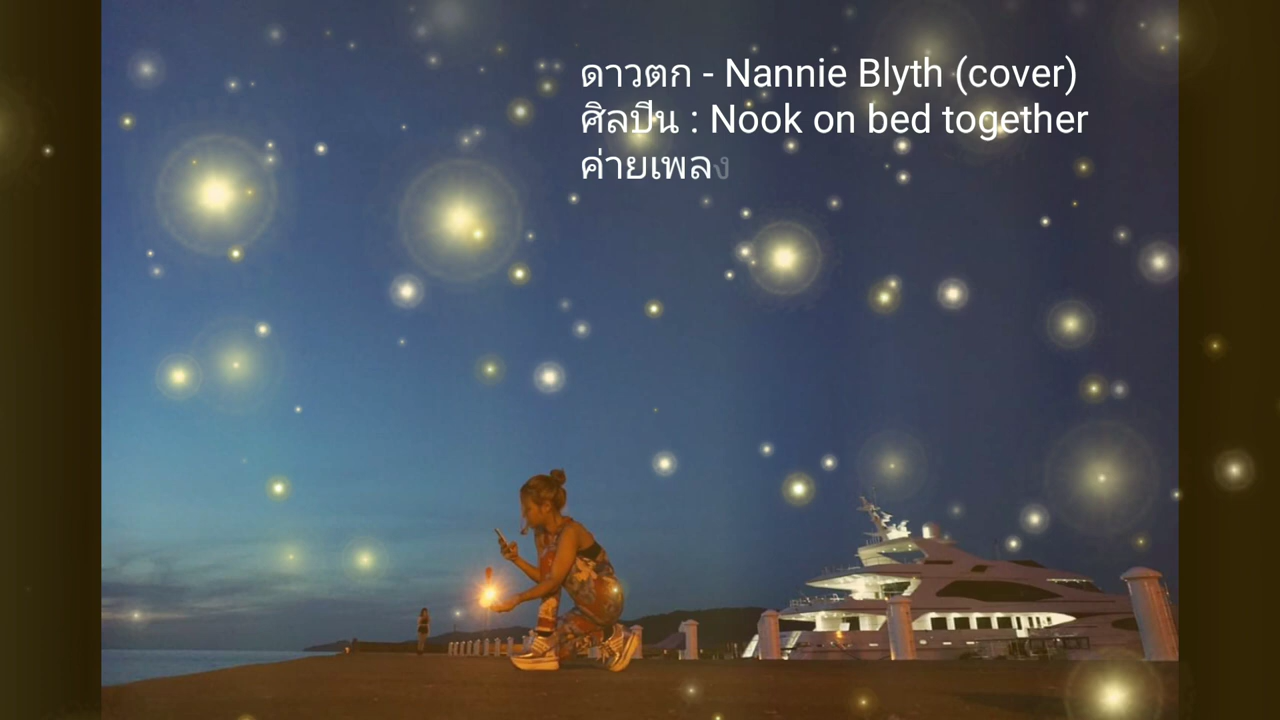 ดาวตก - Nannie Blyth (cover)
ศิลปิน : Nook on bed together
ค่ายเพลง